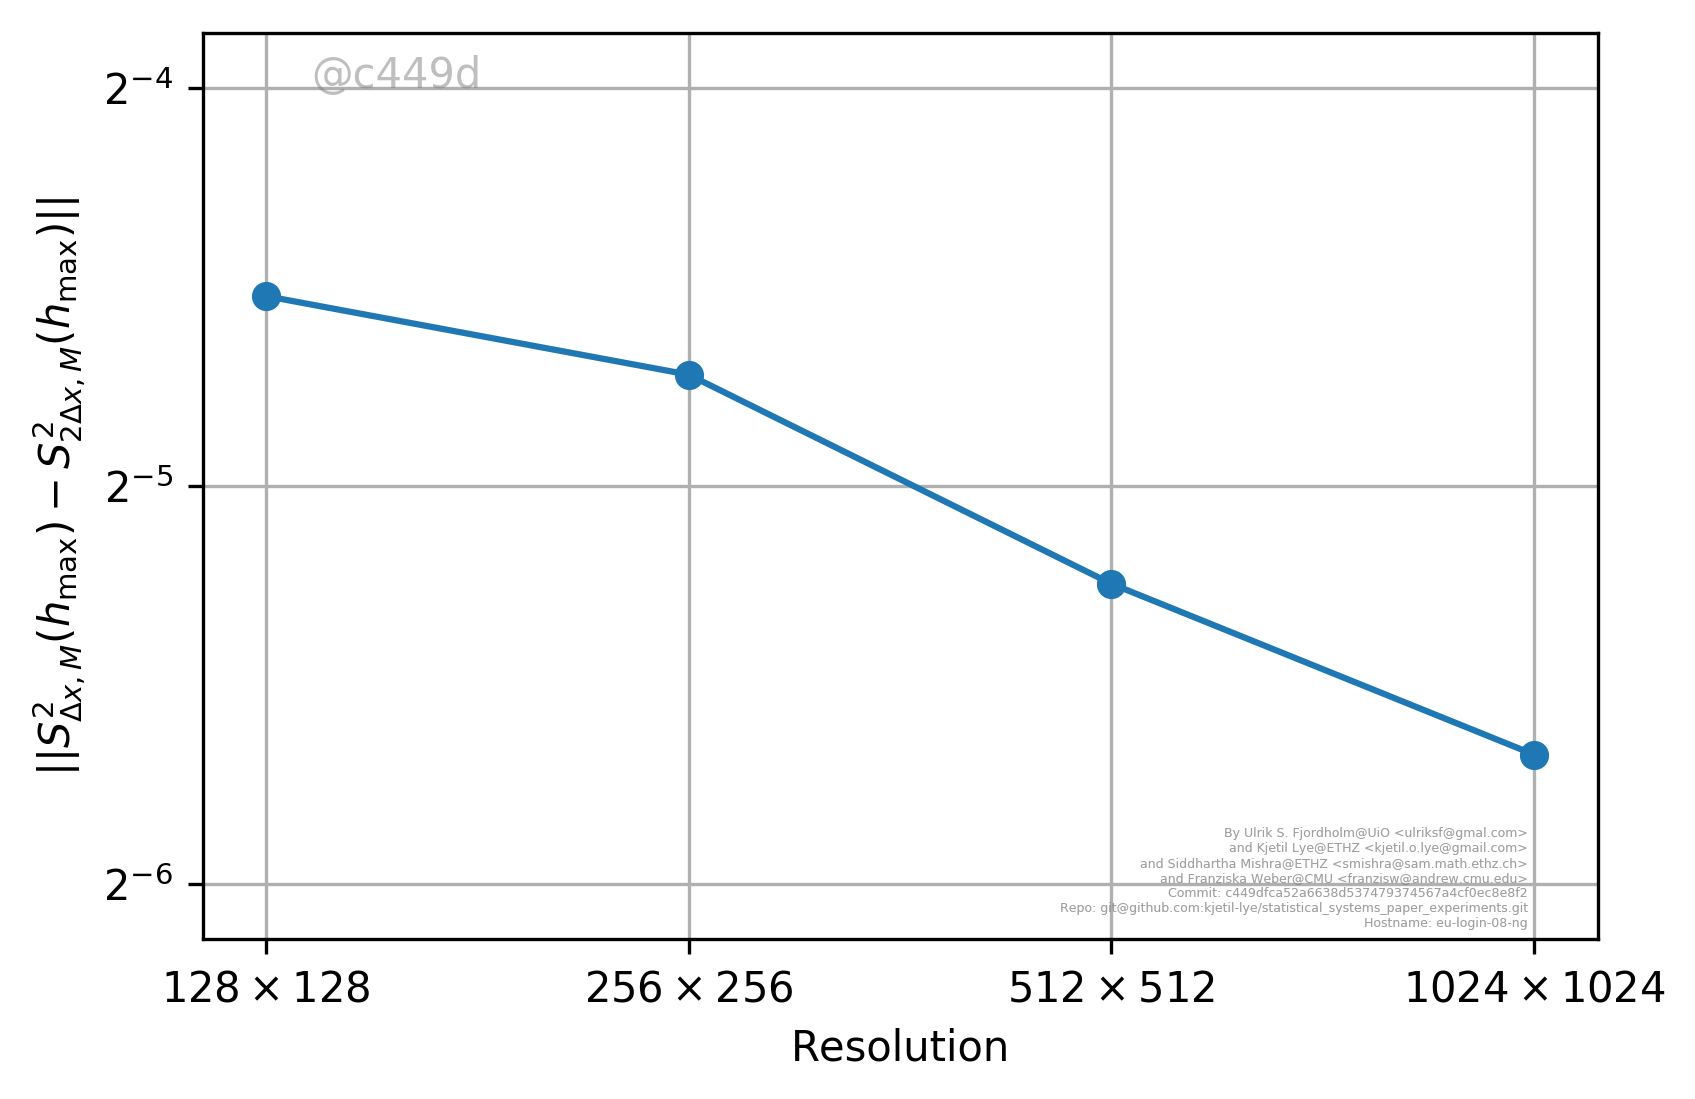 @c449d
2⁻⁴
2⁻⁵
2⁻⁶
||S²_{Δx, M}(h_max) − S²_{2Δx, M}(h_max)||
By Ulrik S. Fjordholm@UiO <ulriksf@gmal.com>
and Kjetil Lye@ETHZ <kjetil.o.lye@gmail.com>
and Siddhartha Mishra@ETHZ <smishra@sam.math.ethz.ch>
and Franziska Weber@CMU <franzisw@andrew.cmu.edu>
Commit: c449dfca52a6638d537479374567a4cf0ec8e8f2
Repo: git@github.com:kjetil-lye/statistical_systems_paper_experiments.git
Hostname: eu-login-08-ng
128 × 128
256 × 256
512 × 512
1024 × 1024
Resolution